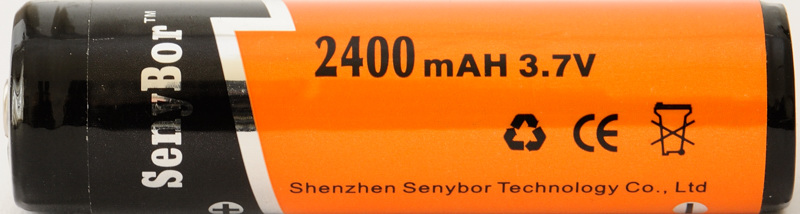 SenyBor™
2400 mAH 3.7V
CE
Shenzhen Senybor Technology Co., Ltd